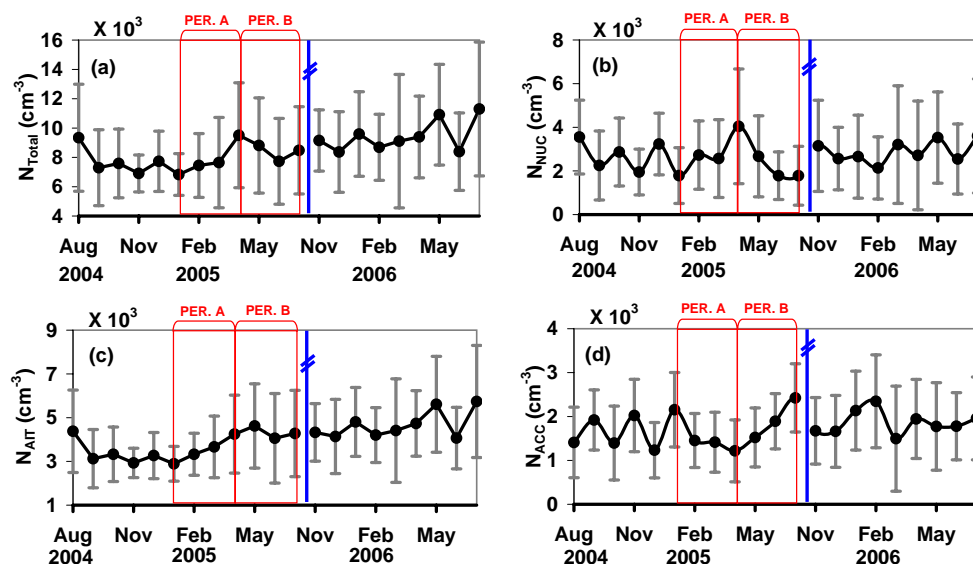 X 10³
PER. A PER. B
(a)
N_Total (cm⁻³)
16
14
12
10
8
6
4
Aug Nov Feb May Nov Feb May
2004 2005 2006
X 10³
PER. A PER. B
(b)
N_NUC (cm⁻³)
8
6
4
2
0
Aug Nov Feb May Nov Feb May
2004 2005 2006
X 10³
PER. A PER. B
(c)
N_AIT (cm⁻³)
9
7
5
3
1
Aug Nov Feb May Nov Feb May
2004 2005 2006
X 10³
PER. A PER. B
(d)
N_ACC (cm⁻³)
4
3
2
1
0
Aug Nov Feb May Nov Feb May
2004 2005 2006